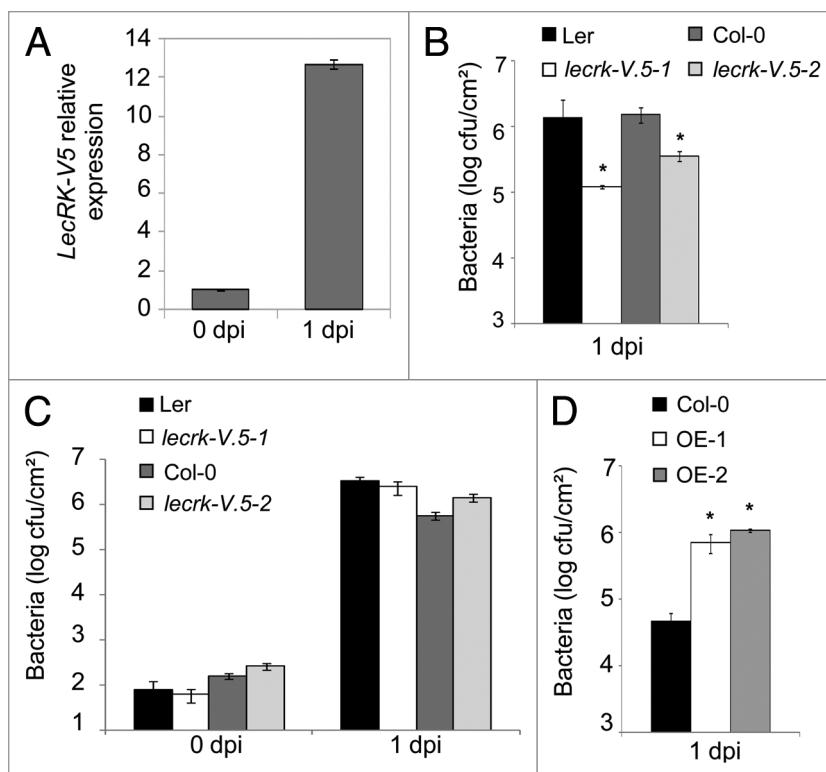 A
LecRK-V5 relative
expression
14
12
10
8
6
4
2
0
0 dpi 1 dpi
B
Ler Col-0
lecrk-V.5-1 lecrk-V.5-2
Bacteria (log cfu/cm²)
7
6
5
4
3
* *
1 dpi
C
Ler
lecrk-V.5-1
Col-0
lecrk-V.5-2
Bacteria (log cfu/cm²)
7
6
5
4
3
2
1
0 dpi 1 dpi
D
Col-0
OE-1
OE-2
Bacteria (log cfu/cm²)
7
6
5
4
3
* *
1 dpi